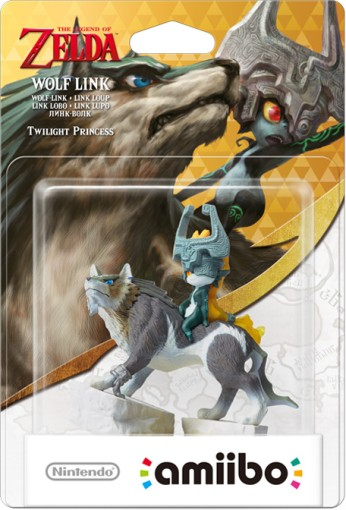 THE LEGEND OF
ZELDA
WOLF LINK
WOLF-LINK • LINK LOUP
LINK LOBO • LINK LUPO
ЛИНК-ВОЛК
TWILIGHT PRINCESS
Nintendo
amiibo